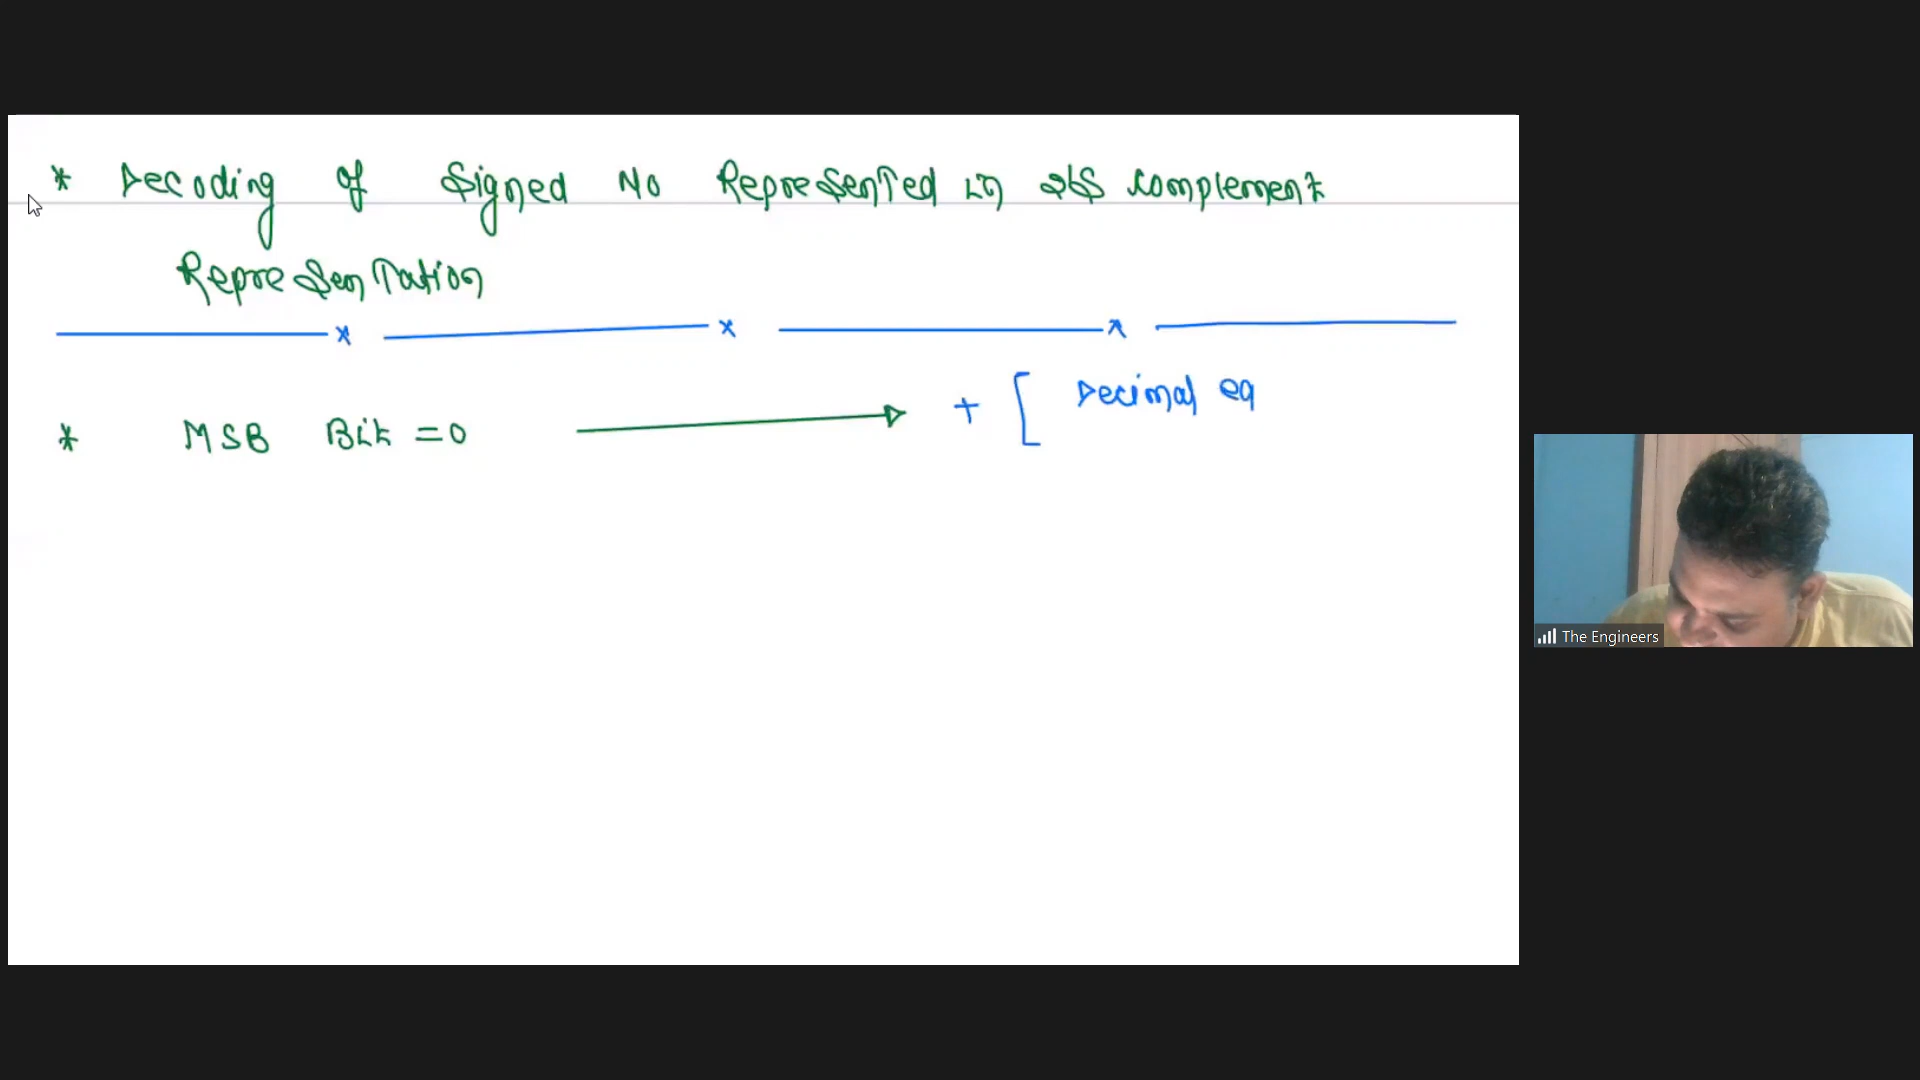 * Decoding of Signed No Represented in 2's complement
Representation
* MSB Bit = 0 → + [ Decimal eq
The Engineers